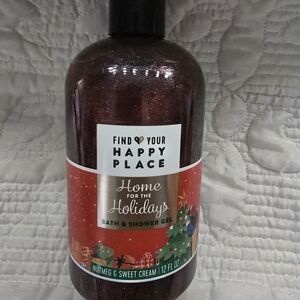 FIND YOUR
HAPPY
PLACE
Home
FOR THE
Holidays
BATH & SHOWER GEL
NUTMEG & SWEET CREAM | 12 FL OZ